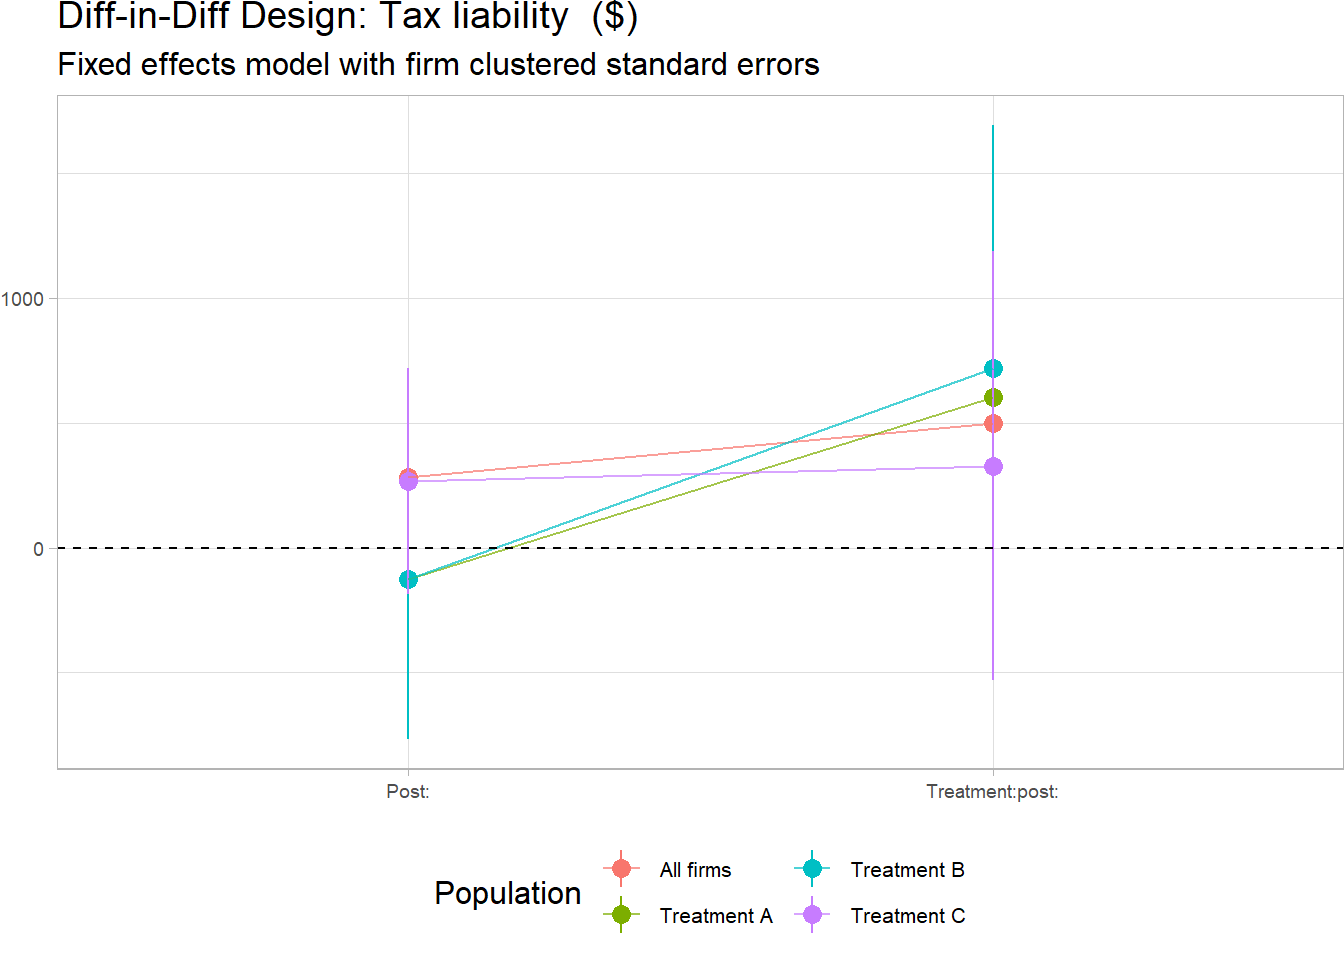 Diff-in-Diff Design: Tax liability  ($)
Fixed effects model with firm clustered standard errors
1000
0
Post:
Treatment:post:
Population
All firms
Treatment A
Treatment B
Treatment C